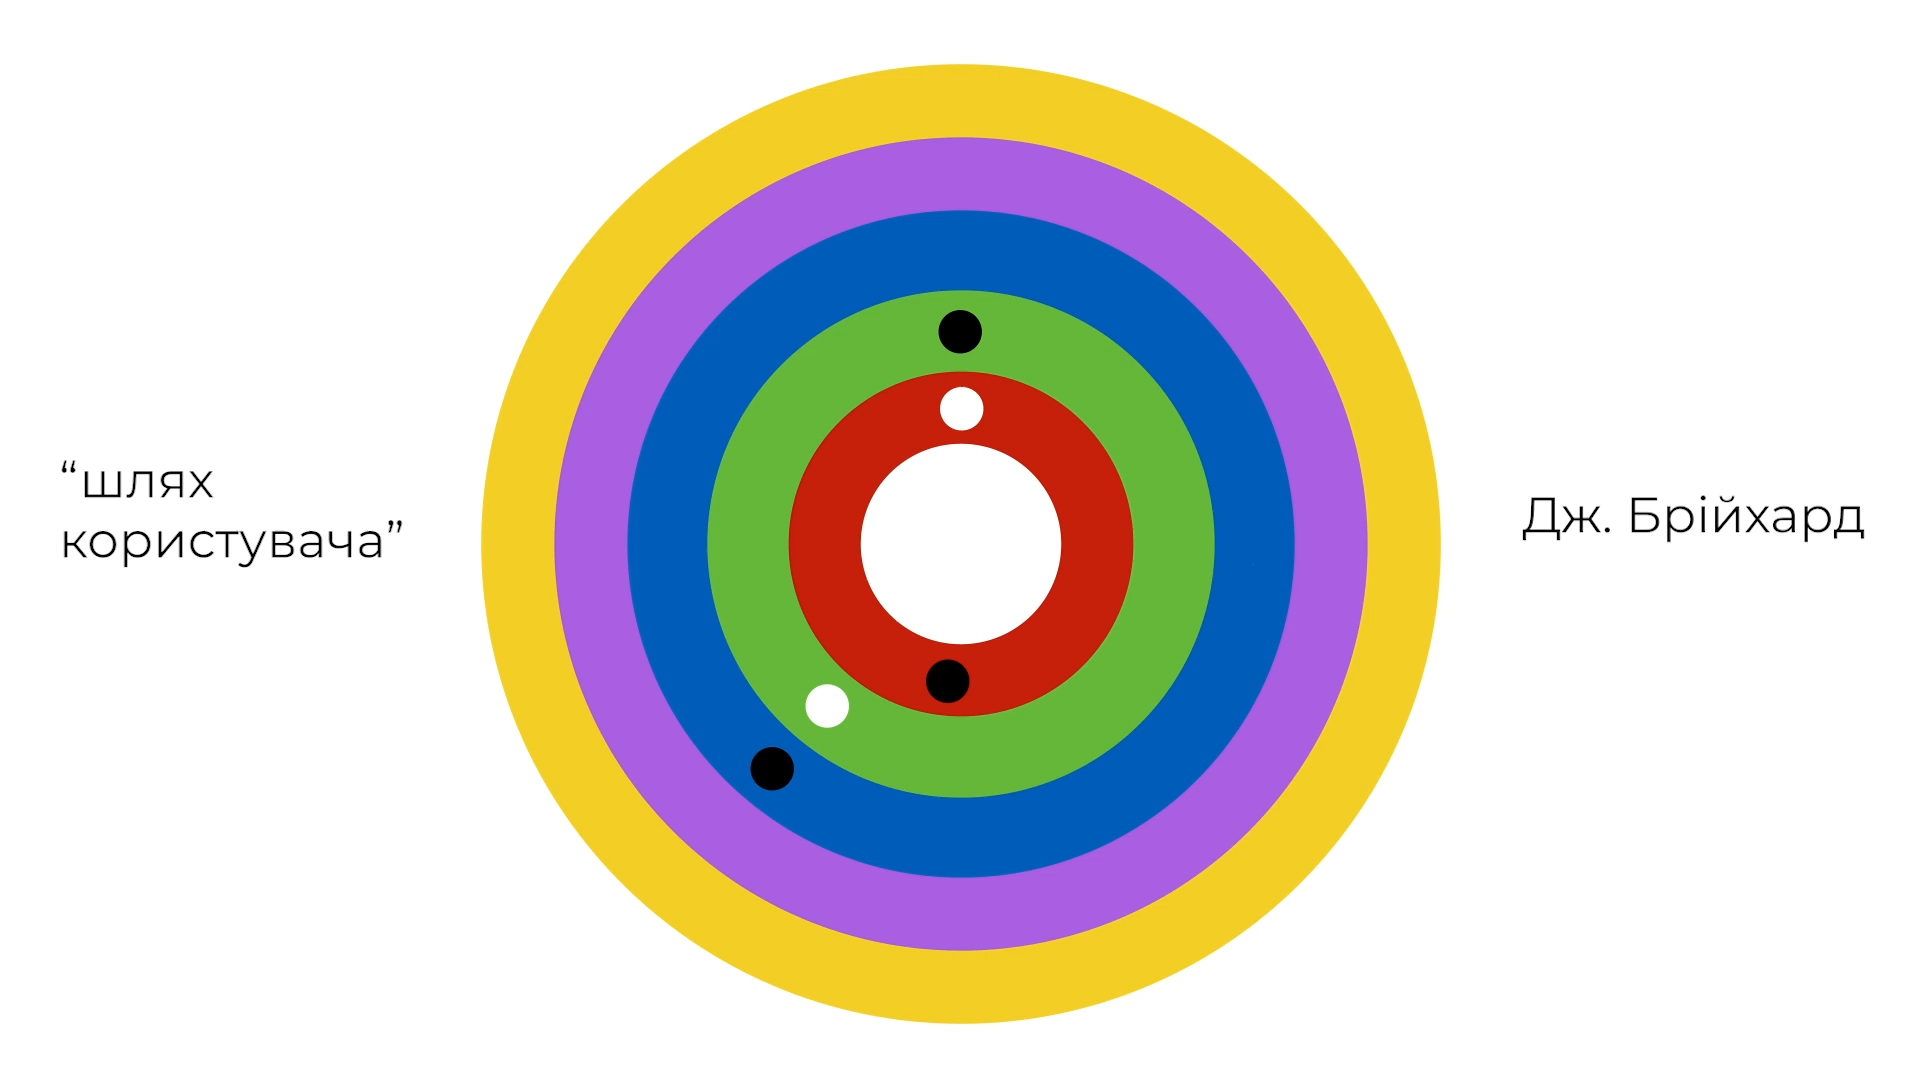 “шлях
користувача”
Дж. Брійхард